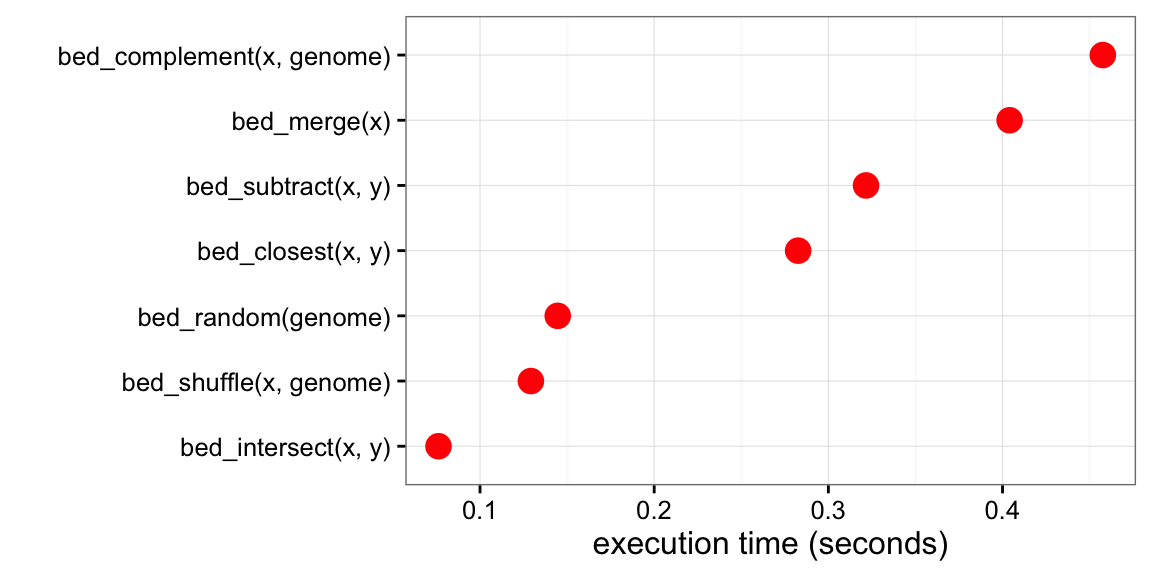 bed_complement(x, genome)
bed_merge(x)
bed_subtract(x, y)
bed_closest(x, y)
bed_random(genome)
bed_shuffle(x, genome)
bed_intersect(x, y)
0.1 0.2 0.3 0.4
execution time (seconds)